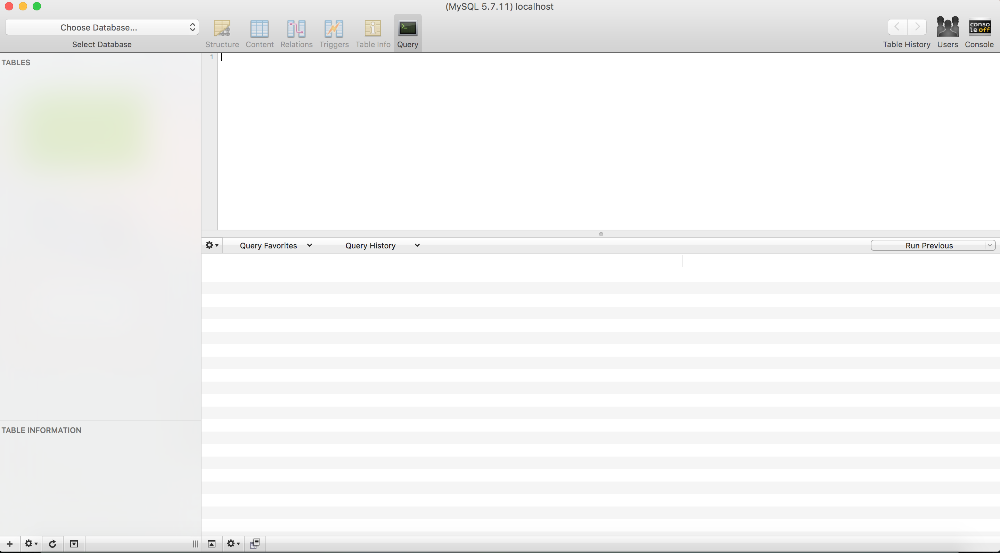 (MySQL 5.7.11) localhost
Choose Database...
Select Database
Structure
Content
Relations
Triggers
Table Info
Query
Table History
Users
conso
le off
Console
TABLES
1
Query Favorites
Query History
Run Previous
TABLE INFORMATION